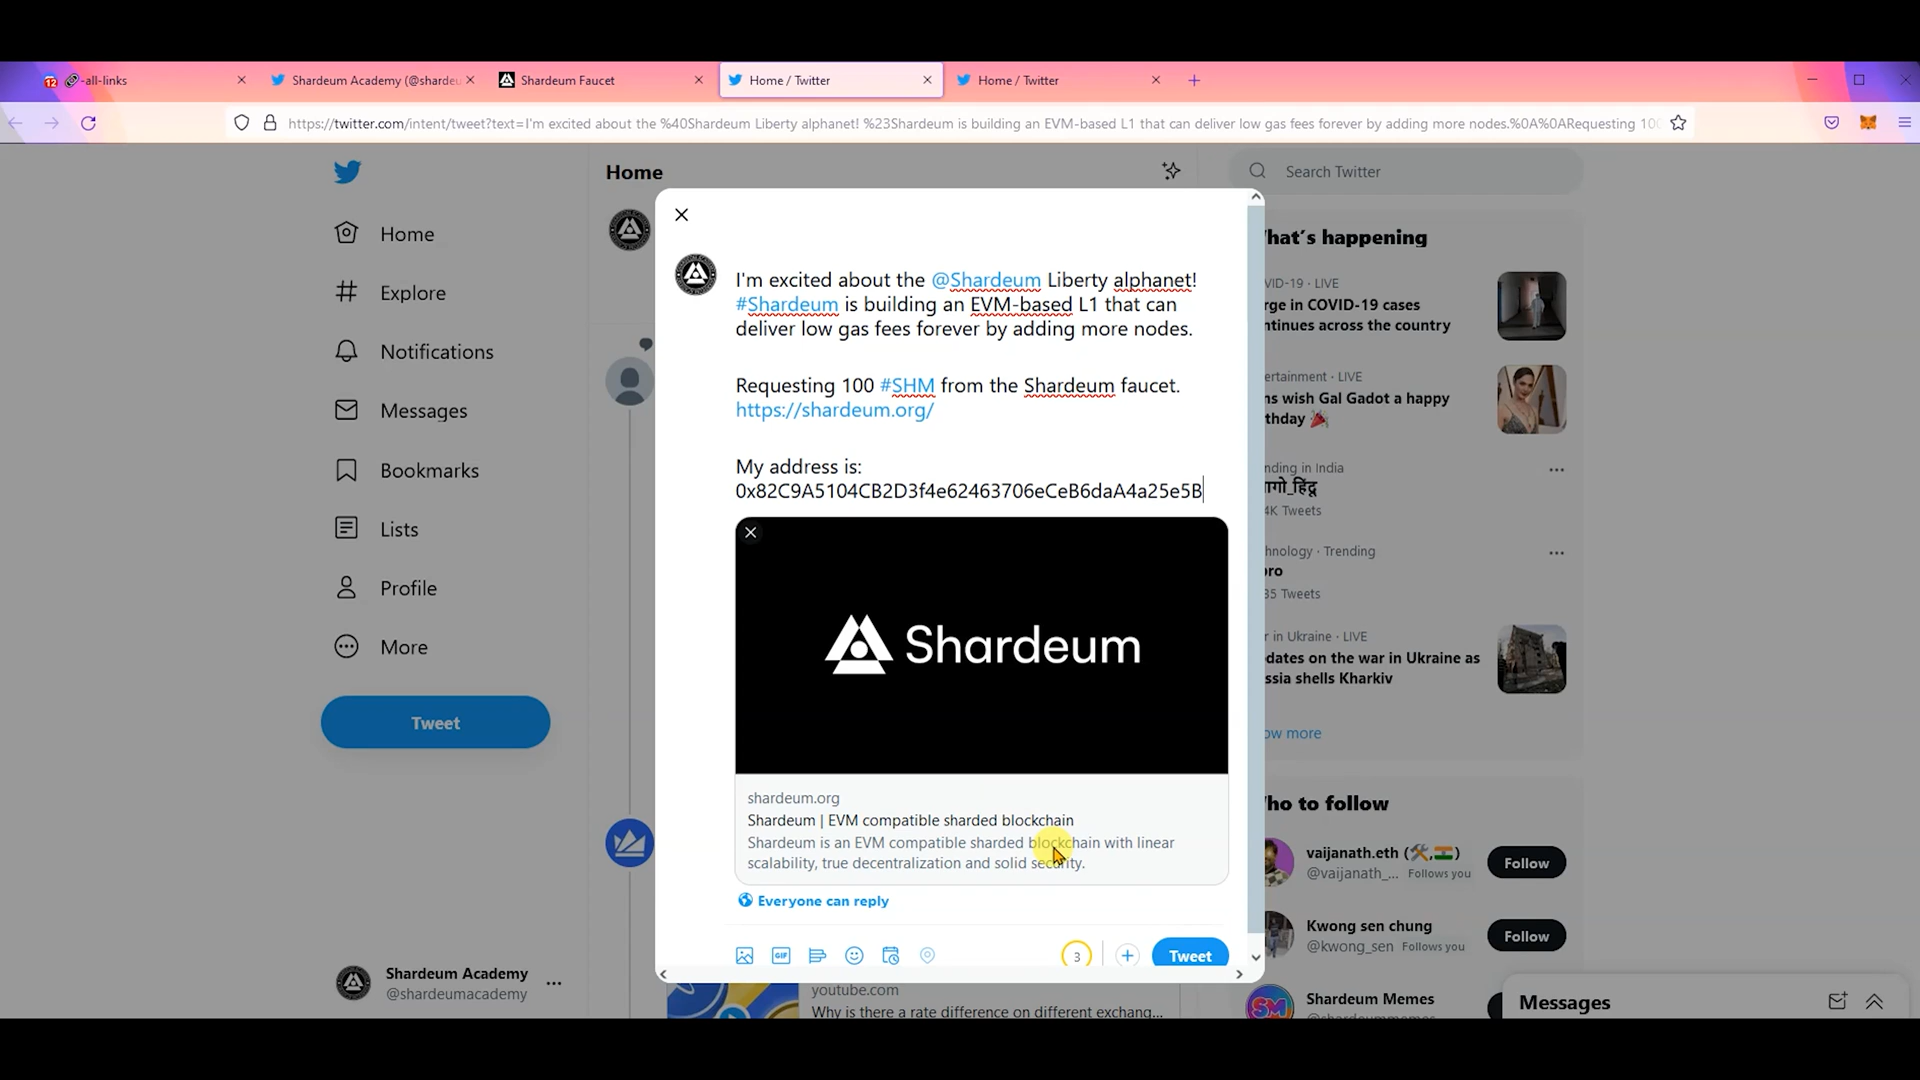 -all-links
Shardeum Academy (@shardeu
Shardeum Faucet
Home / Twitter
Home / Twitter
https://twitter.com/intent/tweet?text=I'm excited about the %40Shardeum Liberty alphanet! %23Shardeum is building an EVM-based L1 that can deliver low gas fees forever by adding more nodes.%0A%0ARequesting 100
Home
Explore
Notifications
Messages
Bookmarks
Lists
Profile
More
Tweet
Shardeum Academy
@shardeumacademy
Home
I'm excited about the @Shardeum Liberty alphanet!
#Shardeum is building an EVM-based L1 that can
deliver low gas fees forever by adding more nodes.
Requesting 100 #SHM from the Shardeum faucet.
https://shardeum.org/
My address is:
0x82C9A5104CB2D3f4e62463706eCeB6daA4a25e5B
Shardeum
shardeum.org
Shardeum | EVM compatible sharded blockchain
Shardeum is an EVM compatible sharded blockchain with linear
scalability, true decentralization and solid security.
Everyone can reply
GIF
3
Tweet
youtube.com
Why is there a rate difference on different exchang...
Search Twitter
hat's happening
VID-19 · LIVE
rge in COVID-19 cases
ntinues across the country
ertainment · LIVE
ns wish Gal Gadot a happy
thday
nding in India
ागो_हिंदू
4K Tweets
hnology · Trending
pro
35 Tweets
r in Ukraine · LIVE
dates on the war in Ukraine as
ssia shells Kharkiv
ow more
ho to follow
vaijanath.eth
@vaijanath_... Follows you
Follow
Kwong sen chung
@kwong_sen Follows you
Follow
Shardeum Memes
Messages